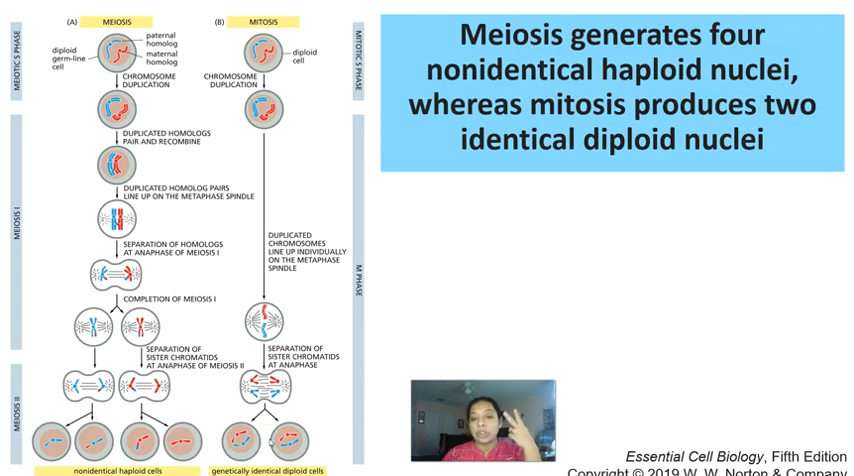 (A) MEIOSIS
(B) MITOSIS
MEIOTIC S PHASE
paternal
homolog
maternal
homolog
diploid
germ-line
cell
diploid
cell
MITOTIC S PHASE
CHROMOSOME
DUPLICATION
CHROMOSOME
DUPLICATION
DUPLICATED HOMOLOGS
PAIR AND RECOMBINE
DUPLICATED HOMOLOG PAIRS
LINE UP ON THE METAPHASE SPINDLE
MEIOSIS I
SEPARATION OF HOMOLOGS
AT ANAPHASE OF MEIOSIS I
DUPLICATED
CHROMOSOMES
LINE UP INDIVIDUALLY
ON THE METAPHASE
SPINDLE
M PHASE
COMPLETION OF MEIOSIS I
SEPARATION OF
SISTER CHROMATIDS
AT ANAPHASE OF MEIOSIS II
SEPARATION OF
SISTER CHROMATIDS
AT ANAPHASE
MEIOSIS II
nonidentical haploid cells
genetically identical diploid cells
Meiosis generates four
nonidentical haploid nuclei,
whereas mitosis produces two
identical diploid nuclei
Essential Cell Biology, Fifth Edition
Copyright © 2019 W. W. Norton & Company